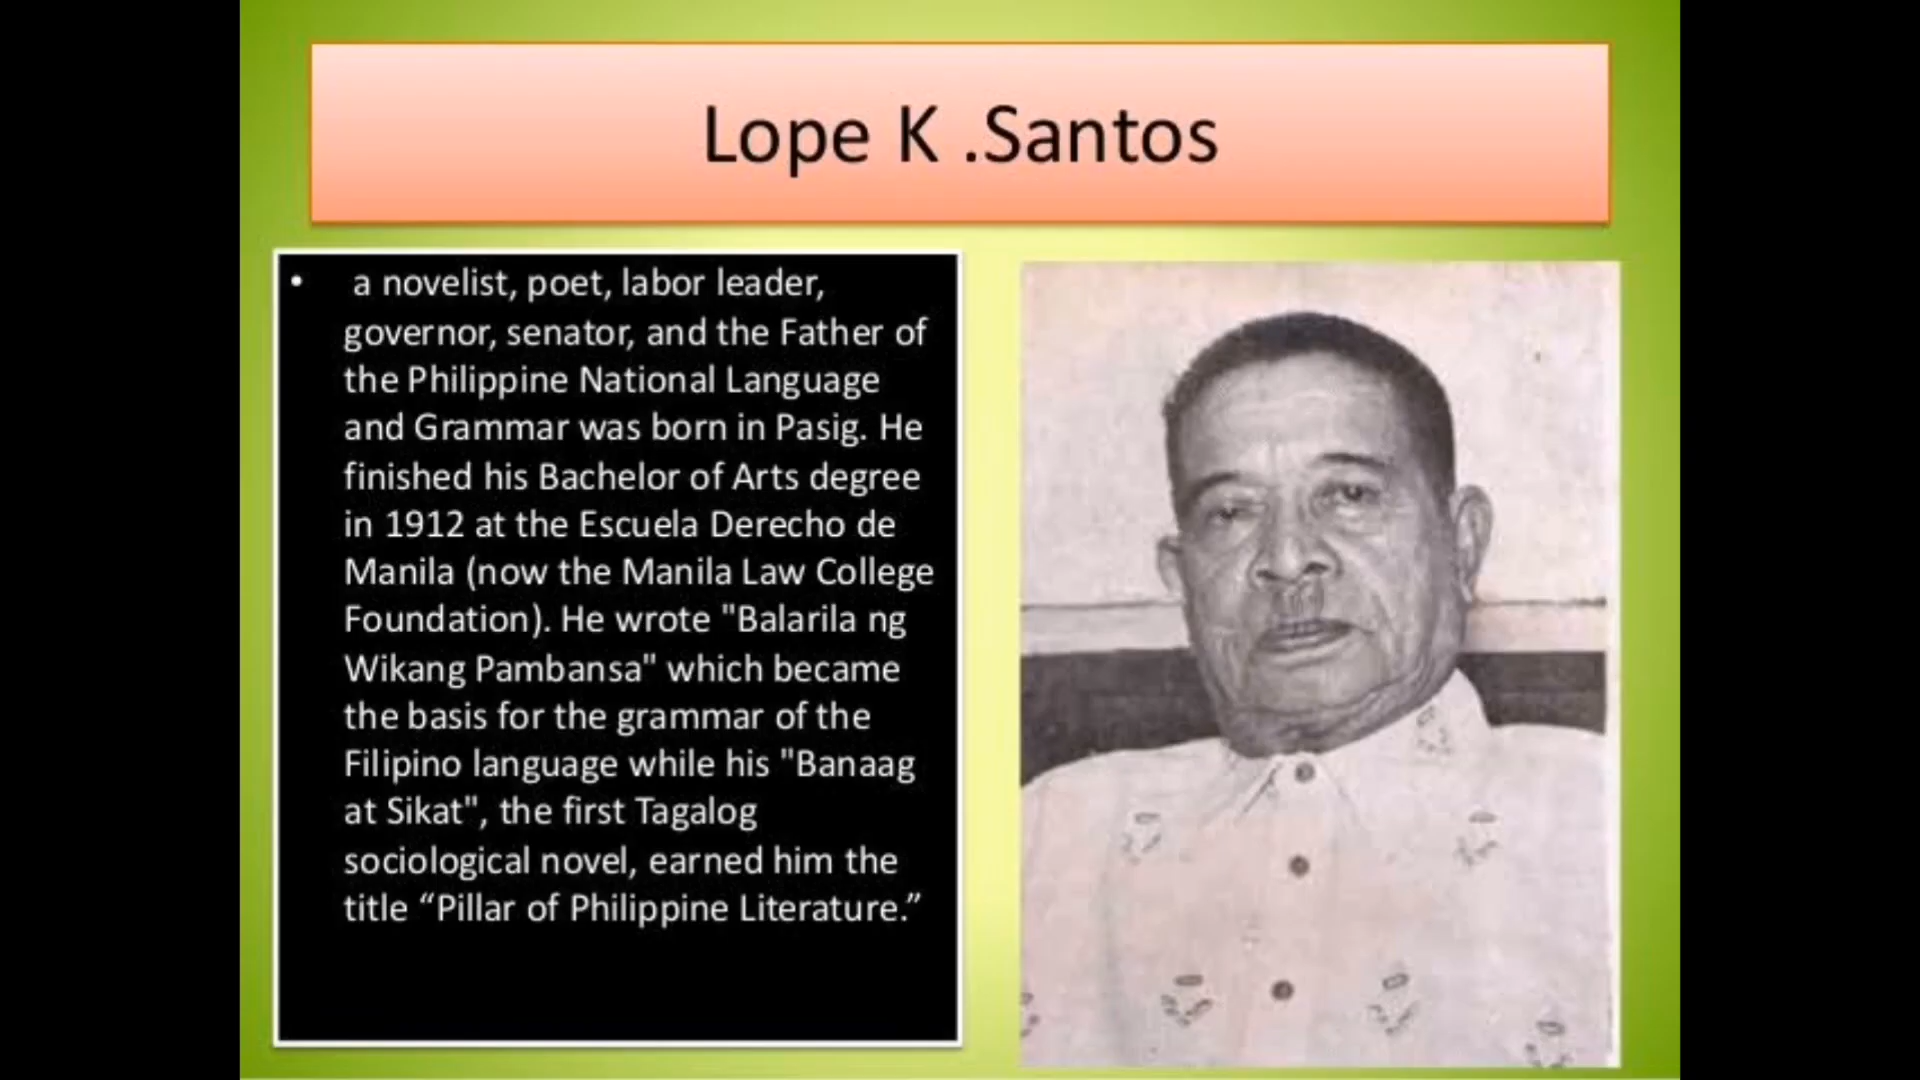 Lope K .Santos
• a novelist, poet, labor leader,
governor, senator, and the Father of
the Philippine National Language
and Grammar was born in Pasig. He
finished his Bachelor of Arts degree
in 1912 at the Escuela Derecho de
Manila (now the Manila Law College
Foundation). He wrote "Balarila ng
Wikang Pambansa" which became
the basis for the grammar of the
Filipino language while his "Banaag
at Sikat", the first Tagalog
sociological novel, earned him the
title “Pillar of Philippine Literature.”